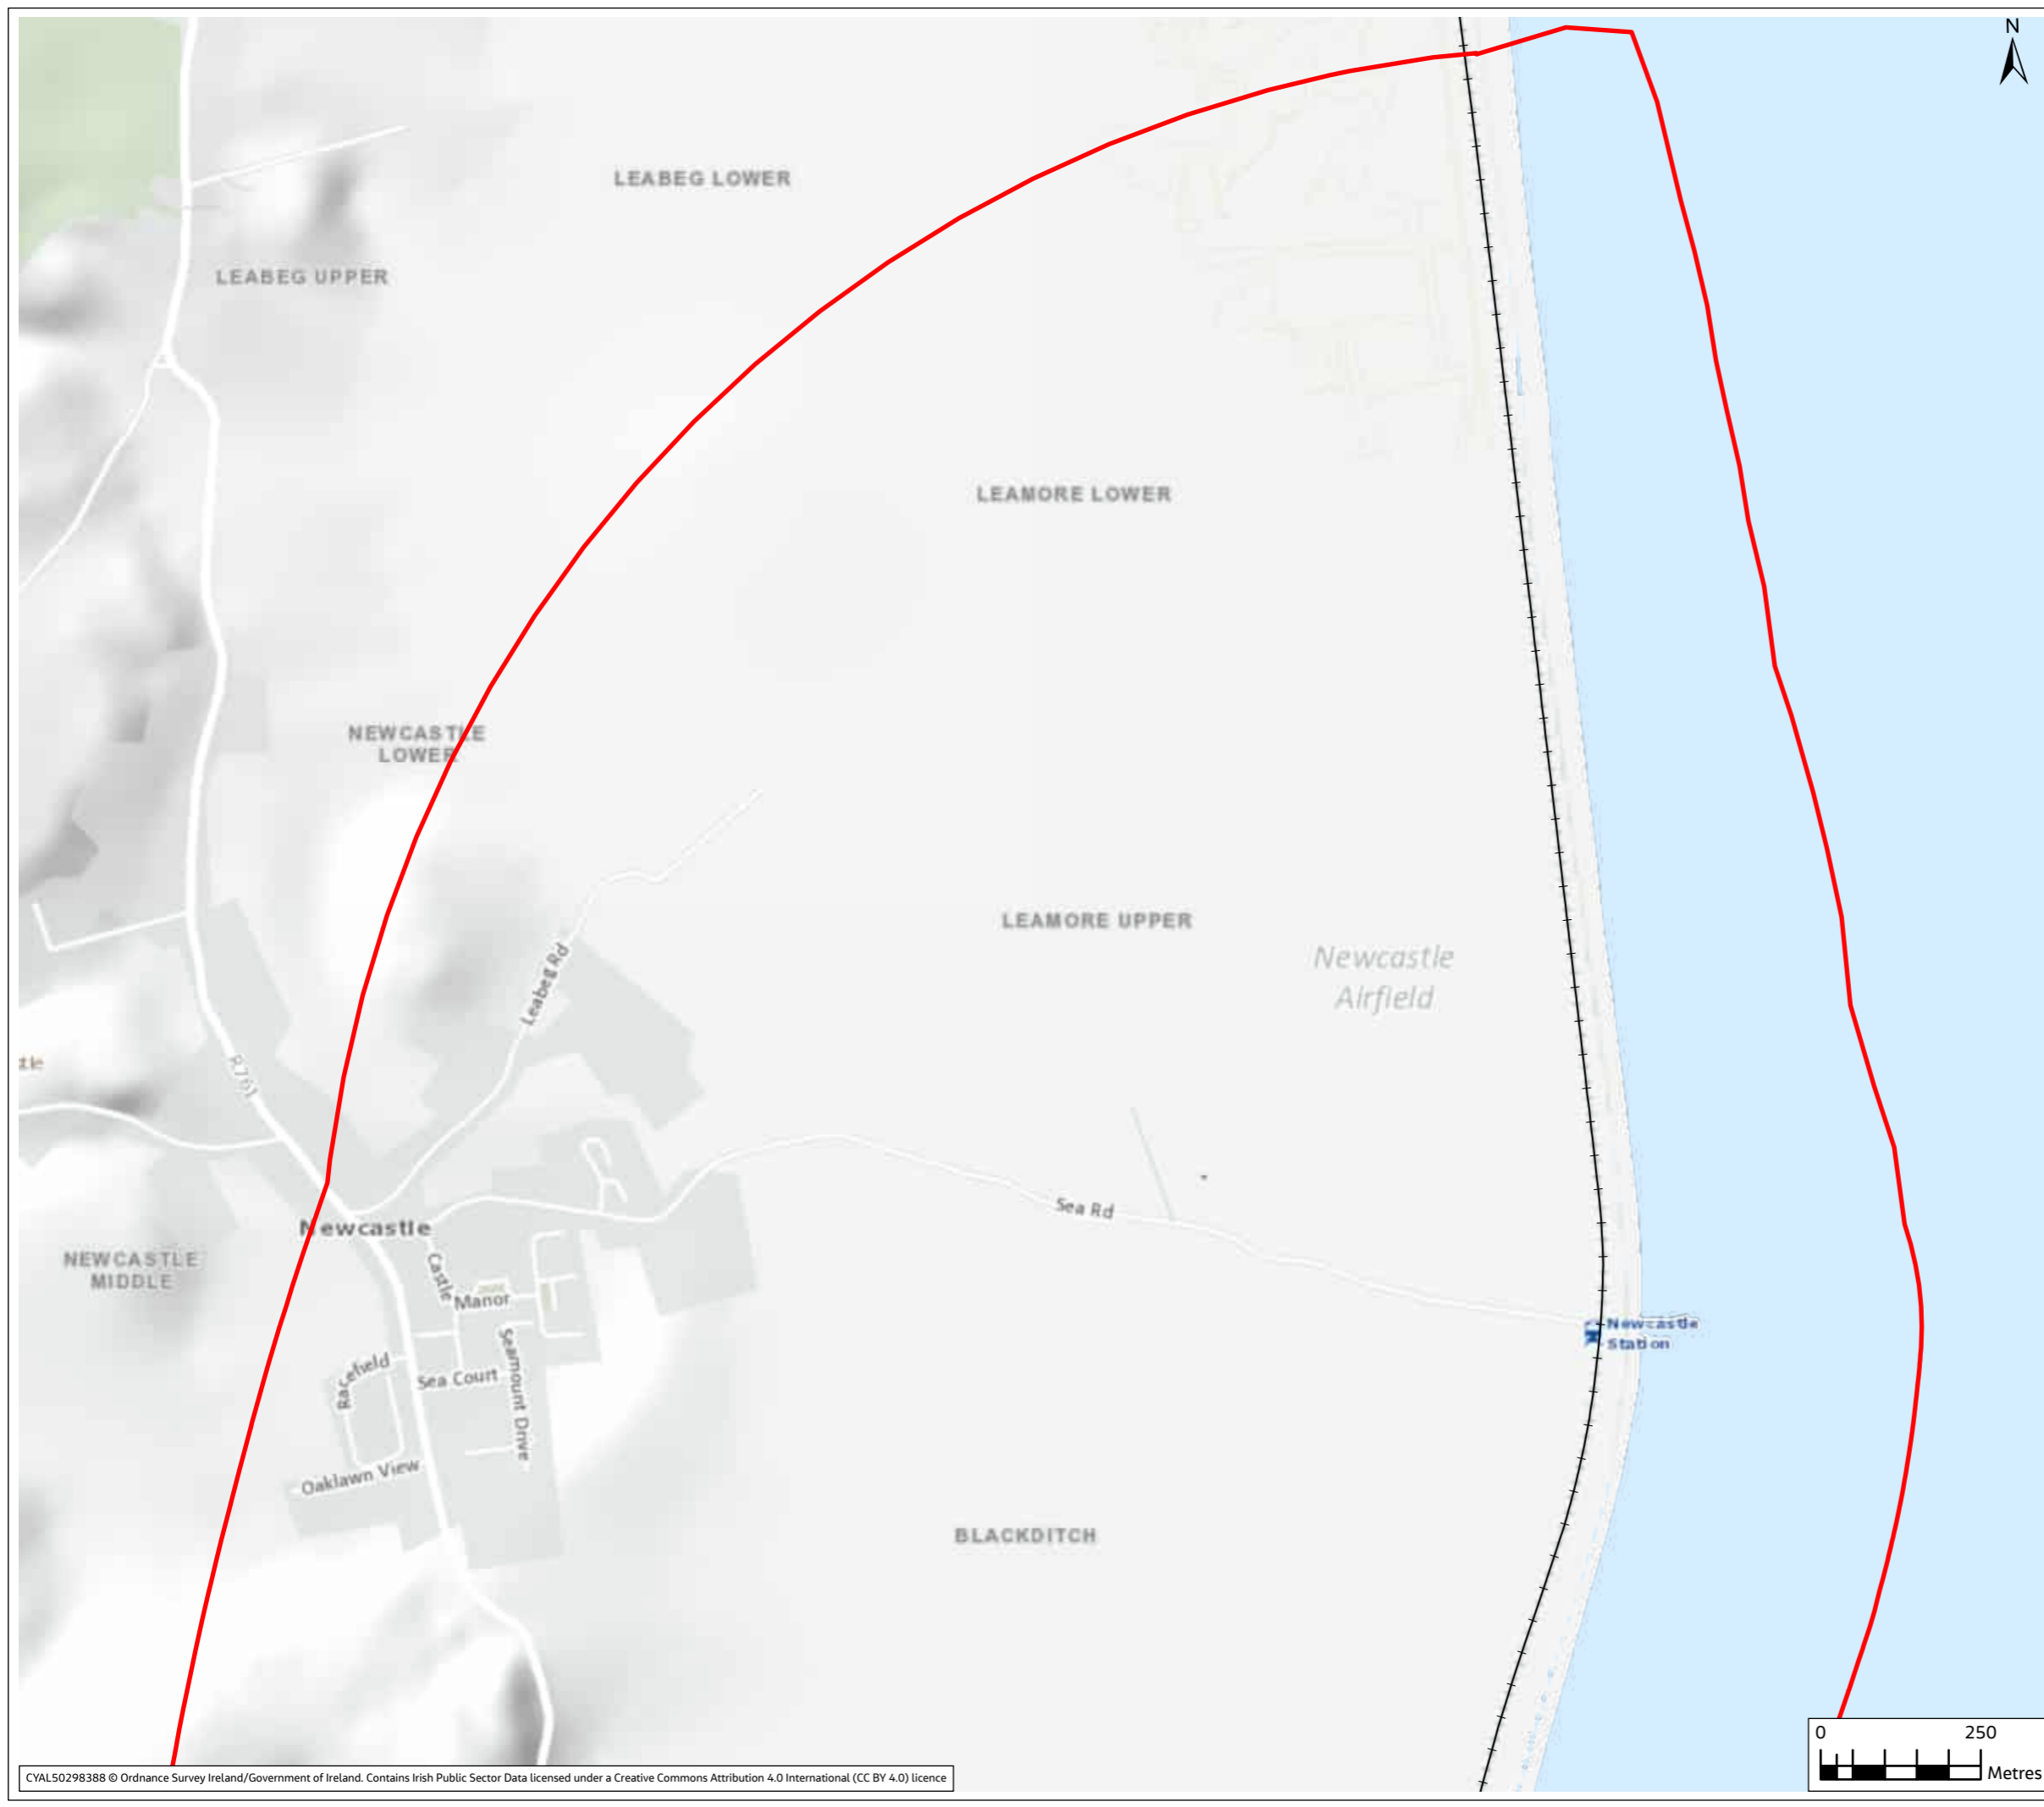 N
LEABEG LOWER
LEABEG UPPER
LEAMORE LOWER
NEWCASTLE
LOWER
LEAMORE UPPER
Newcastle
Airfield
Leabeg Rd
tle
R761
Sea Rd
Newcastle
NEWCASTLE
MIDDLE
Castle
Manor
Newcastle
Station
Seamount Drive
Racefield
Sea Court
Oaklawn View
BLACKDITCH
0 250
Metres
CYAL50298388 © Ordnance Survey Ireland/Government of Ireland. Contains Irish Public Sector Data licensed under a Creative Commons Attribution 4.0 International (CC BY 4.0) licence